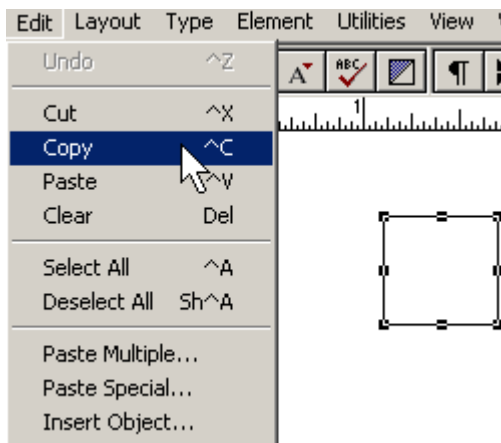 Edit Layout Type Element Utilities View
Undo ^Z
A ABC ¶
1
Cut ^X
Copy ^C
Paste ^V
Clear Del
Select All ^A
Deselect All Sh^A
Paste Multiple...
Paste Special...
Insert Object...